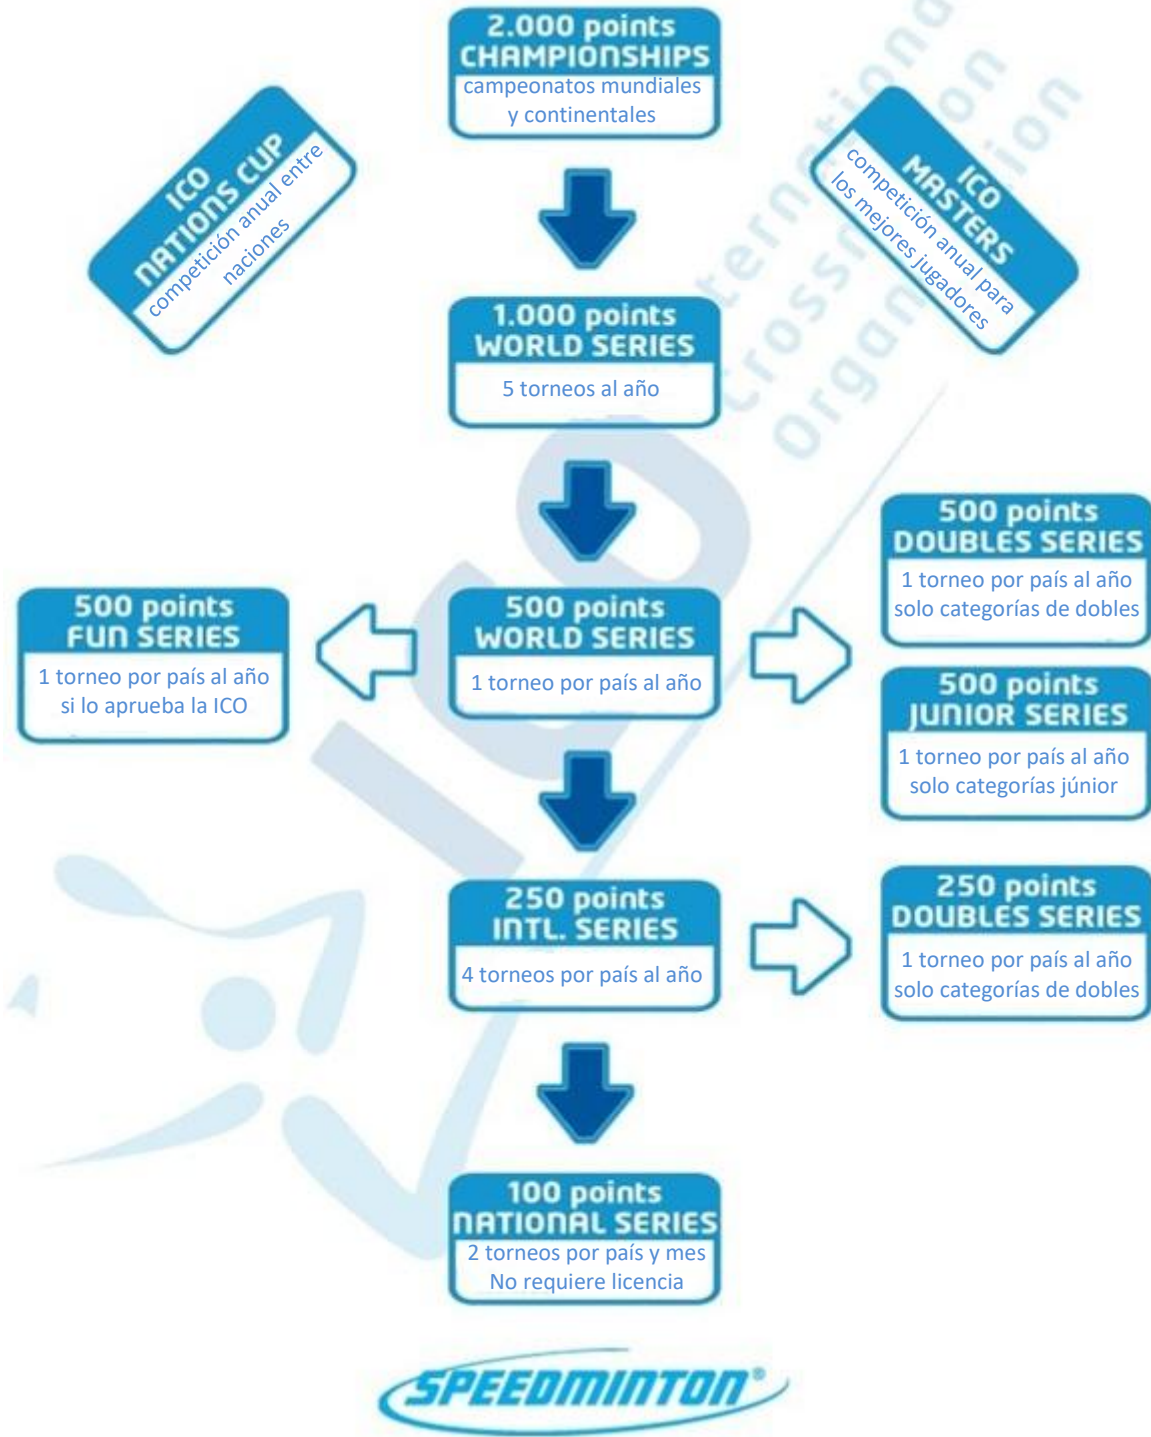 2.000 points
CHAMPIONSHIPS
campeonatos mundiales
y continentales
ICO
NATIONS CUP
competición anual entre
naciones
ICO
MASTERS
competición anual para
los mejores jugadores
1.000 points
WORLD SERIES
5 torneos al año
500 points
FUN SERIES
1 torneo por país al año
si lo aprueba la ICO
500 points
WORLD SERIES
1 torneo por país al año
500 points
DOUBLES SERIES
1 torneo por país al año
solo categorías de dobles
500 points
JUNIOR SERIES
1 torneo por país al año
solo categorías júnior
250 points
INTL. SERIES
4 torneos por país al año
250 points
DOUBLES SERIES
1 torneo por país al año
solo categorías de dobles
100 points
NATIONAL SERIES
2 torneos por país y mes
No requiere licencia
ICO
SPEEDMINTON®